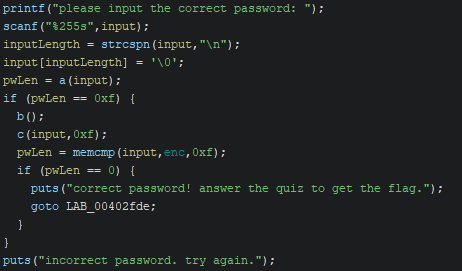 printf("please input the correct password: ");
scanf("%255s",input);
inputLength = strcspn(input,"\n");
input[inputLength] = '\0';
pwLen = a(input);
if (pwLen == 0xf) {
b();
c(input,0xf);
pwLen = memcmp(input,enc,0xf);
if (pwLen == 0) {
puts("correct password! answer the quiz to get the flag.");
goto LAB_00402fde;
}
}
puts("incorrect password. try again.");